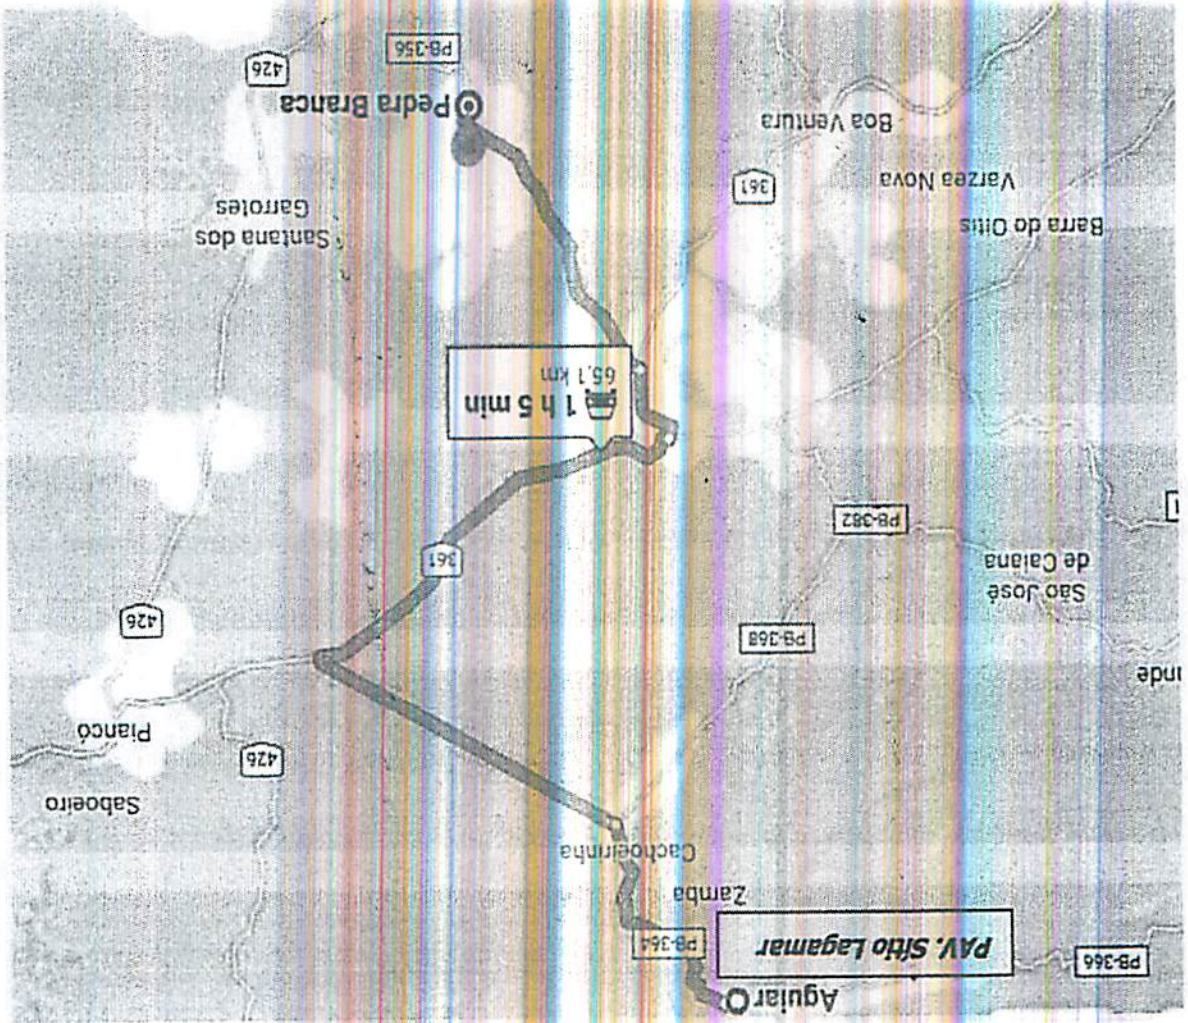 Aguiar
PB-366
PAV. Sítio Lagamar
PB-364
Zamba
Cachoeirinha
Saboeiro
426
Piancó
nde
PB-368
426
São José
de Caiana
361
PB-382
1 h 5 min
65,1 km
Santana dos
Garrotes
Barra do Oitis
Varzea Nova
361
Boa Ventura
Pedra Branca
426
PB-356